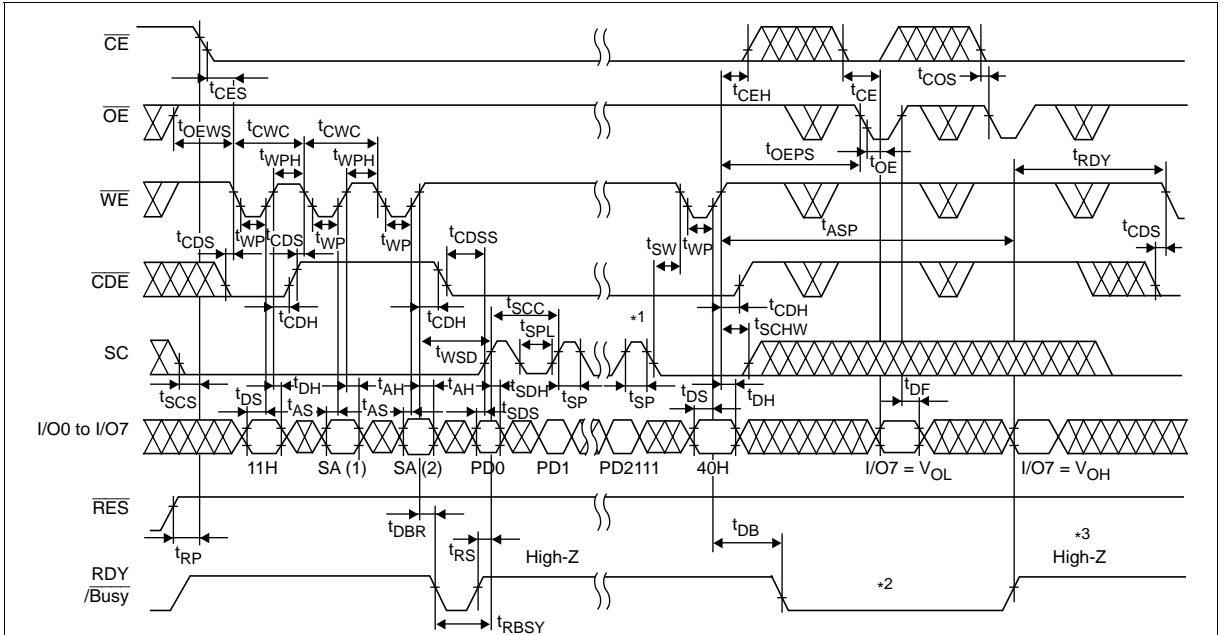 CE
tCES
tCEH
tCE
tCOS
OE
tOEWS
tCWC
tCWC
tWPH
tWPH
tOEPS
tOE
tRDY
WE
tCDS
tWP
tCDS
tWP
tWP
tCDSS
tSW
tWP
tASP
tCDS
CDE
tCDH
tCDH
tSCC
*1
tCDH
tSCHW
SC
tWSD
tSPL
tSCS
tDS
tDH
tAS
tAH
tAS
tAH
tSDH
tSDS
tSP
tSP
tDS
tDH
tDF
I/O0 to I/O7
11H
SA (1)
SA (2)
PD0
PD1
PD2111
40H
I/O7 = VOL
I/O7 = VOH
RES
tRP
tDBR
tRS
High-Z
tDB
*3
High-Z
RDY
/Busy
tRBSY
*2